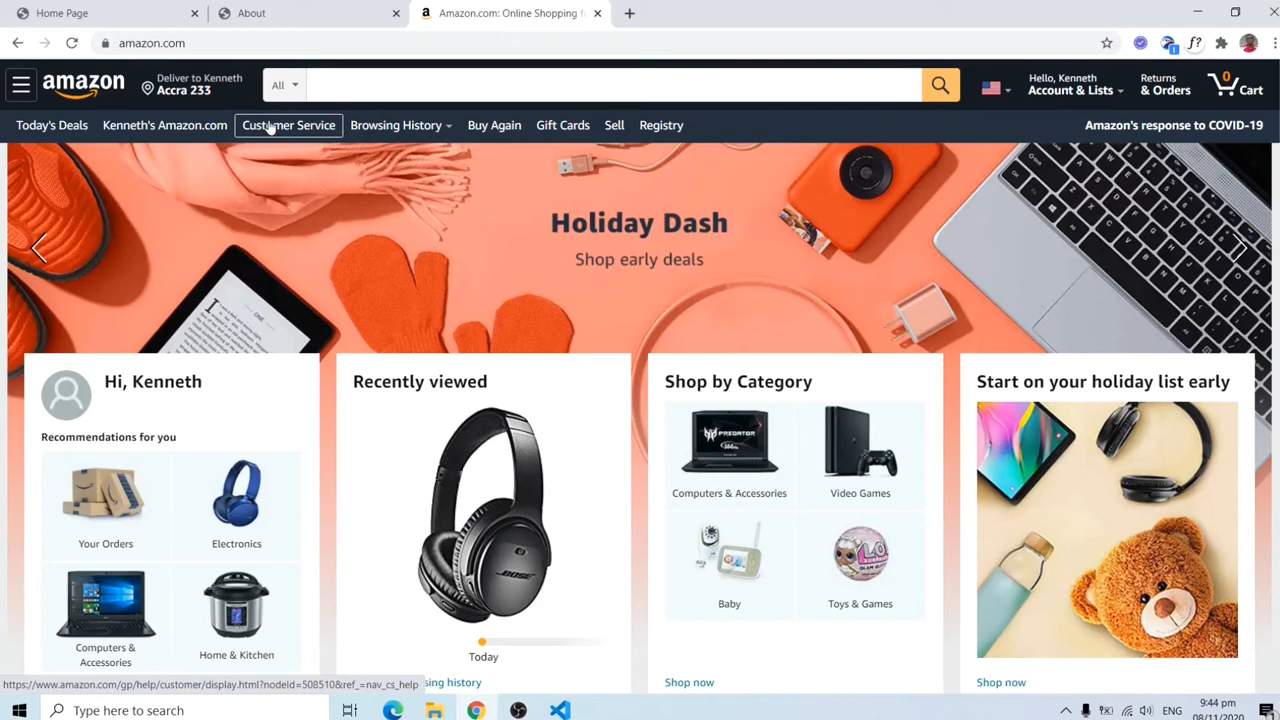 Home Page
About
Amazon.com: Online Shopping f
amazon.com
amazon
Deliver to Kenneth
Accra 233
All
Hello, Kenneth
Account & Lists
Returns
& Orders
0
Cart
Today's Deals
Kenneth's Amazon.com
Customer Service
Browsing History
Buy Again
Gift Cards
Sell
Registry
Amazon's response to COVID-19
Holiday Dash
Shop early deals
Hi, Kenneth
Recommendations for you
Your Orders
Electronics
Computers &
Accessories
Home & Kitchen
Recently viewed
BOSE
Today
sing history
Shop by Category
PREDATOR
Computers & Accessories
Video Games
Baby
L.O.L
Toys & Games
Shop now
Start on your holiday list early
Shop now
https://www.amazon.com/gp/help/customer/display.html?nodeId=508510&ref_=nav_cs_help
Type here to search
ENG
9:44 pm
08/11/2020